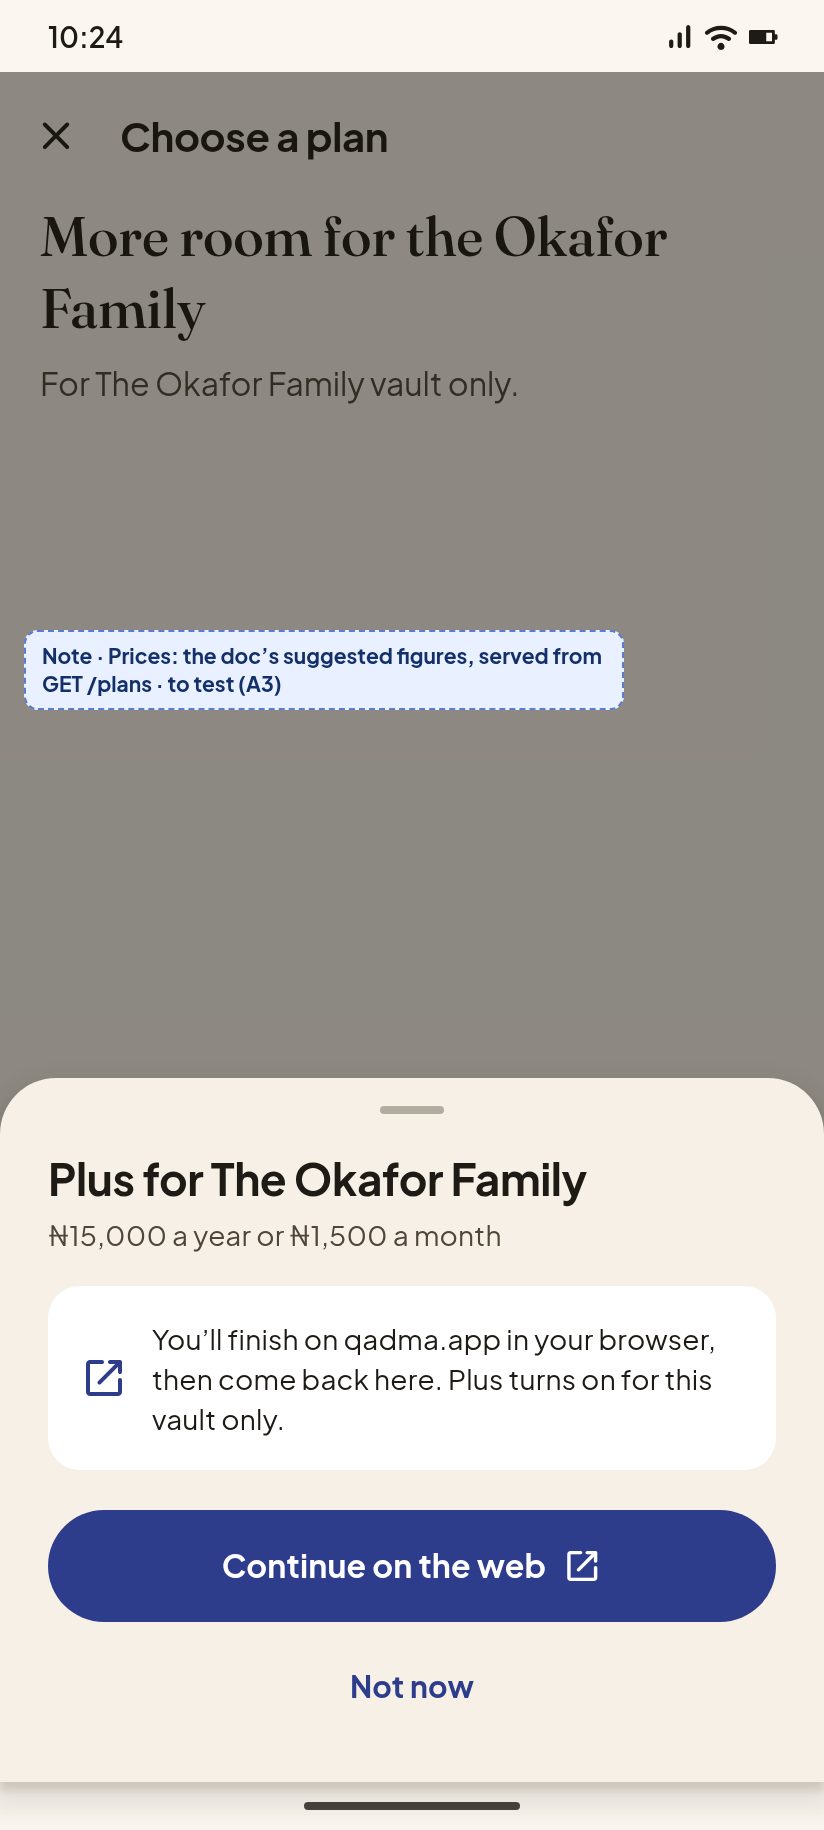 10:24
Choose a plan
More room for the Okafor
Family
For The Okafor Family vault only.
Note · Prices: the doc’s suggested figures, served from
GET /plans · to test (A3)
Plus for The Okafor Family
₦15,000 a year or ₦1,500 a month
You’ll finish on qadma.app in your browser,
then come back here. Plus turns on for this
vault only.
Continue on the web
Not now